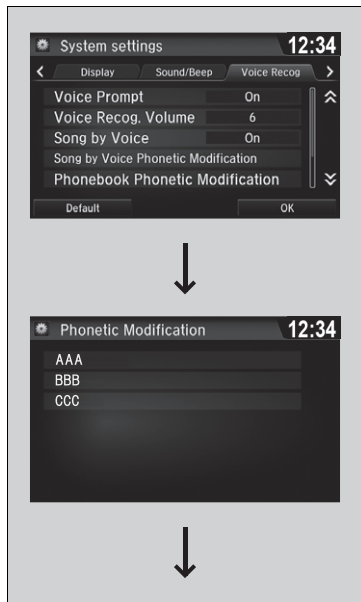 System settings 12:34
Display Sound/Beep Voice Recog
Voice Prompt On
Voice Recog. Volume 6
Song by Voice On
Song by Voice Phonetic Modification
Phonebook Phonetic Modification
Default OK
Phonetic Modification 12:34
AAA
BBB
CCC